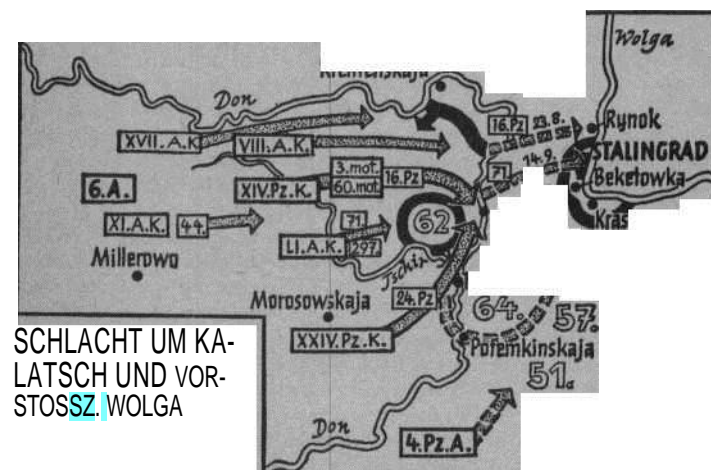 Wolga
Kremenskaja
Don
16.Pz 23.8.
Rynok
XVII.A.K
VIII.A.K.
71 14.9.
STALINGRAD
3.mot.
60.mot.
16.Pz
Beketowka
6.A.
XIV.Pz.K.
XI.A.K. 44.
71.
62
Kras
LI.A.K.
297.
Millerowo
Tschir
24.Pz
64.
57.
Morosowskaja
XXIV.Pz.K.
Potemkinskaja
51.
SCHLACHT UM KA-
LATSCH UND VOR-
STOSSZ. WOLGA
Don
4.Pz.A.